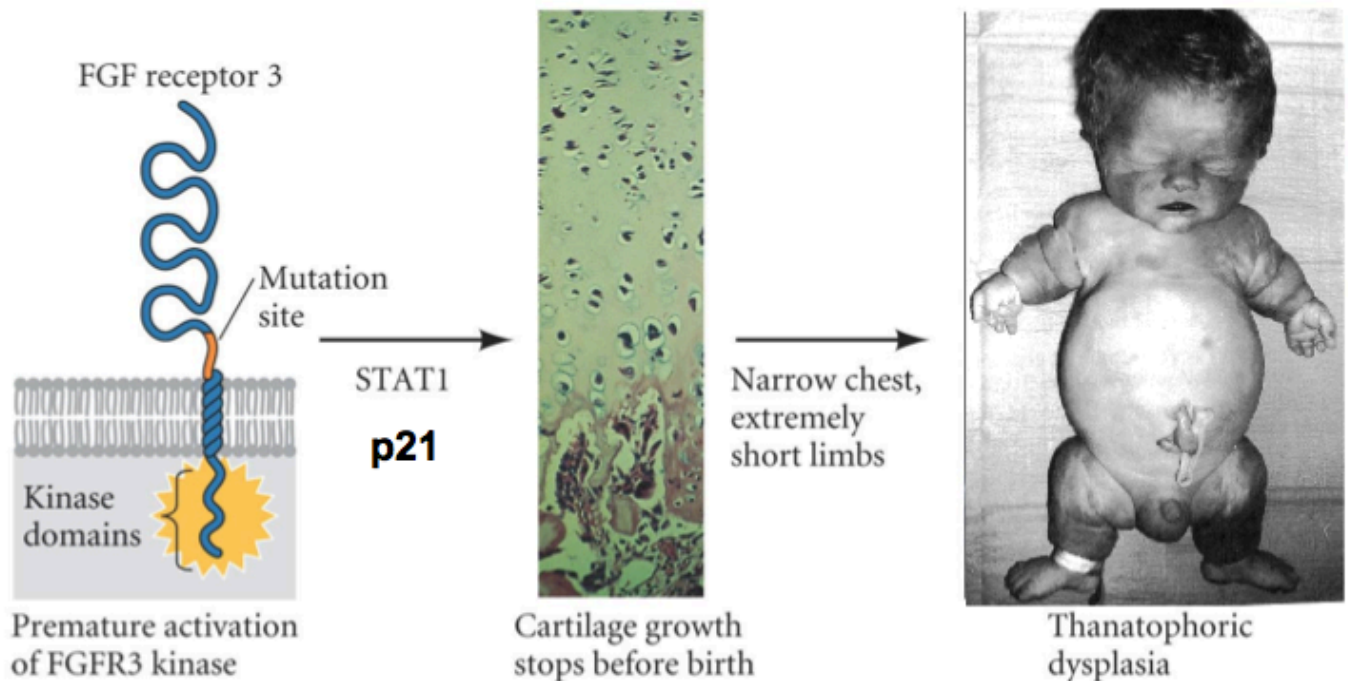 FGF receptor 3
Mutation
site
Kinase
domains
Premature activation
of FGFR3 kinase
STAT1
p21
Cartilage growth
stops before birth
Narrow chest,
extremely
short limbs
Thanatophoric
dysplasia